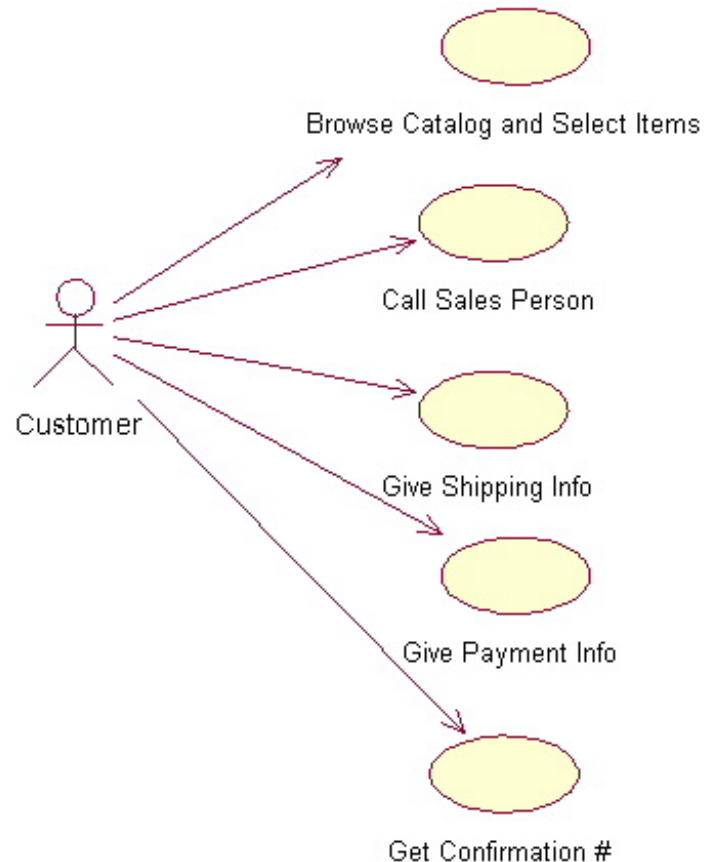 Browse Catalog and Select Items
Call Sales Person
Customer
Give Shipping Info
Give Payment Info
Get Confirmation #